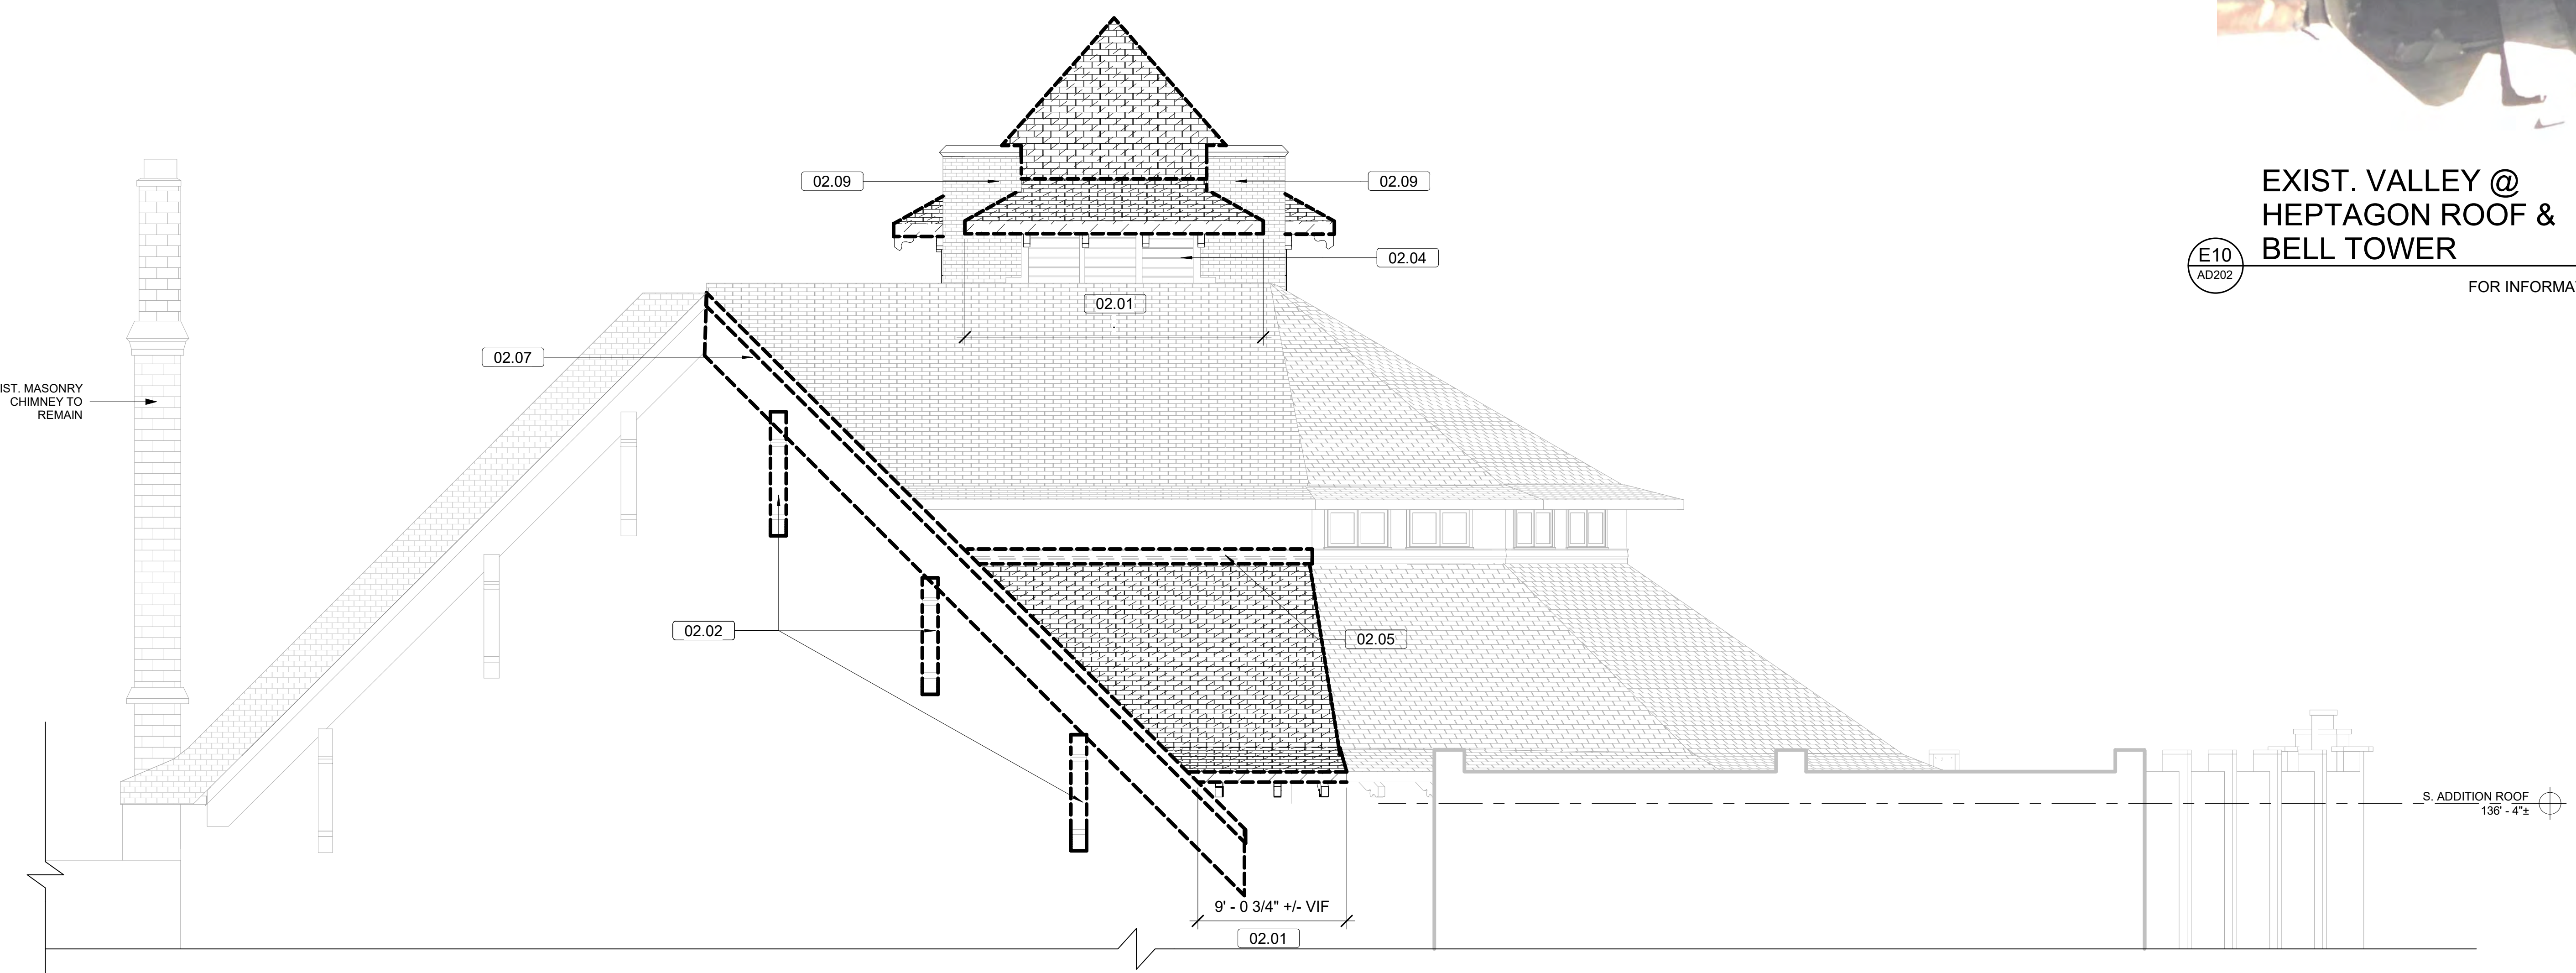 02.09
02.09
02.04
02.01
02.07
IST. MASONRY
CHIMNEY TO
REMAIN
02.02
02.05
9' - 0 3/4" +/- VIF
02.01
EXIST. VALLEY @
HEPTAGON ROOF &
BELL TOWER
E10
AD202
FOR INFORMA
S. ADDITION ROOF
136' - 4"±